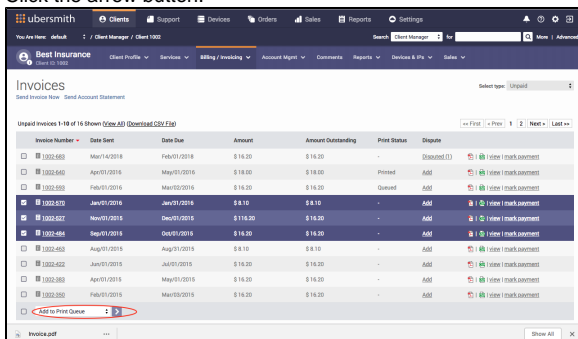 Click the arrow button.
ubersmith Clients Support Devices Orders Sales Reports Settings
You Are Here: default / Client Manager / Client 1002 Search Client Manager for More | Advanced
Best Insurance
Client ID: 1002
Client Profile Services Billing / Invoicing Account Mgmt Comments Reports Devices & IPs Sales
Invoices
Select type: Unpaid
Send Invoice Now Send Account Statement
Unpaid invoices 1-10 of 16 Shown (View All) (Download CSV File) «« First « Prev 1 2 Next » Last »»
Invoice Number Date Sent Date Due Amount Amount Outstanding Print Status Dispute
1002-683 Mar/14/2018 Feb/01/2018 $ 16.20 $ 16.20 - Disputed (1) | | view | mark payment
1002-640 Apr/01/2016 May/01/2016 $ 18.00 $ 18.00 Printed Add | | view | mark payment
1002-593 Feb/01/2016 Mar/02/2016 $ 16.20 $ 16.20 Queued Add | | view | mark payment
1002-570 Jan/01/2016 Jan/31/2016 $ 8.10 $ 8.10 - Add | | view | mark payment
1002-527 Nov/01/2015 Dec/01/2015 $ 116.20 $ 16.20 - Add | | view | mark payment
1002-484 Sep/01/2015 Oct/01/2015 $ 16.20 $ 16.20 - Add | | view | mark payment
1002-463 Aug/01/2015 Aug/31/2015 $ 8.10 $ 8.10 - Add | | view | mark payment
1002-422 Jun/01/2015 Jul/01/2015 $ 16.20 $ 16.20 - Add | | view | mark payment
1002-383 Apr/01/2015 May/01/2015 $ 16.20 $ 16.20 - Add | | view | mark payment
1002-350 Feb/01/2015 Mar/03/2015 $ 16.20 $ 16.20 - Add | | view | mark payment
Add to Print Queue
Invoice.pdf ... Show All ×